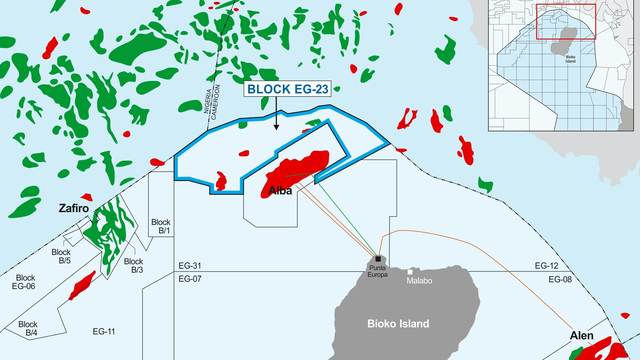 BLOCK EG-23
NIGERIA
CAMEROON
Bioko
Island
Alba
Zafiro
Block
B/1
Block
B/5
Block
B/3
Block
EG-06
Block
B/4
EG-31
EG-07
EG-11
Punta
Europa
Malabo
EG-12
EG-08
Bioko Island
Alen